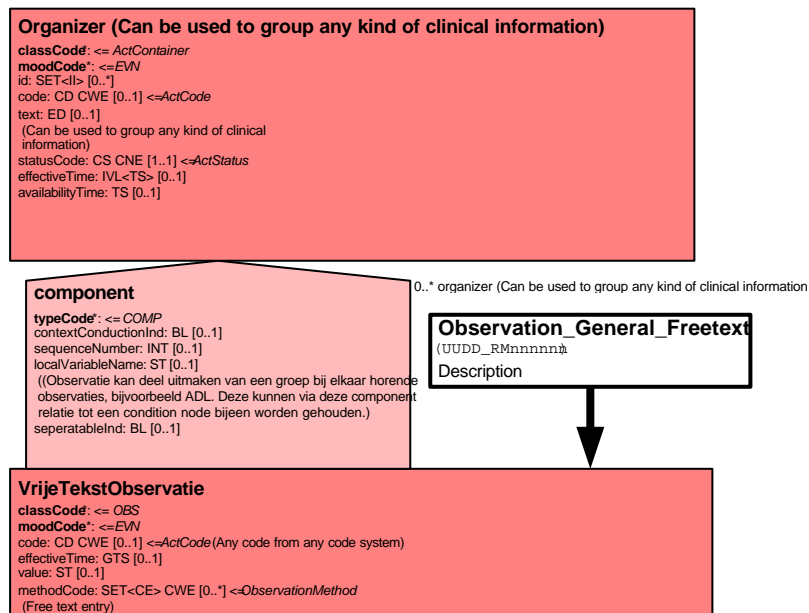 Organizer (Can be used to group any kind of clinical information)
classCode*: <= ActContainer
moodCode*: <=EVN
id: SET<II> [0..*]
code: CD CWE [0..1] <=ActCode
text: ED [0..1]
(Can be used to group any kind of clinical
information)
statusCode: CS CNE [1..1] <=ActStatus
effectiveTime: IVL<TS> [0..1]
availabilityTime: TS [0..1]
0..* organizer (Can be used to group any kind of clinical information
component
typeCode*: <= COMP
contextConductionInd: BL [0..1]
sequenceNumber: INT [0..1]
localVariableName: ST [0..1]
((Observatie kan deel uitmaken van een groep bij elkaar horende
observaties, bijvoorbeeld ADL. Deze kunnen via deze component
relatie tot een condition node bijeen worden gehouden.)
seperatableInd: BL [0..1]
Observation_General_Freetext
(UUDD_RMnnnnnn)
Description
VrijeTekstObservatie
classCode*: <= OBS
moodCode*: <=EVN
code: CD CWE [0..1] <=ActCode (Any code from any code system)
effectiveTime: GTS [0..1]
value: ST [0..1]
methodCode: SET<CE> CWE [0..*] <=ObservationMethod
(Free text entry)